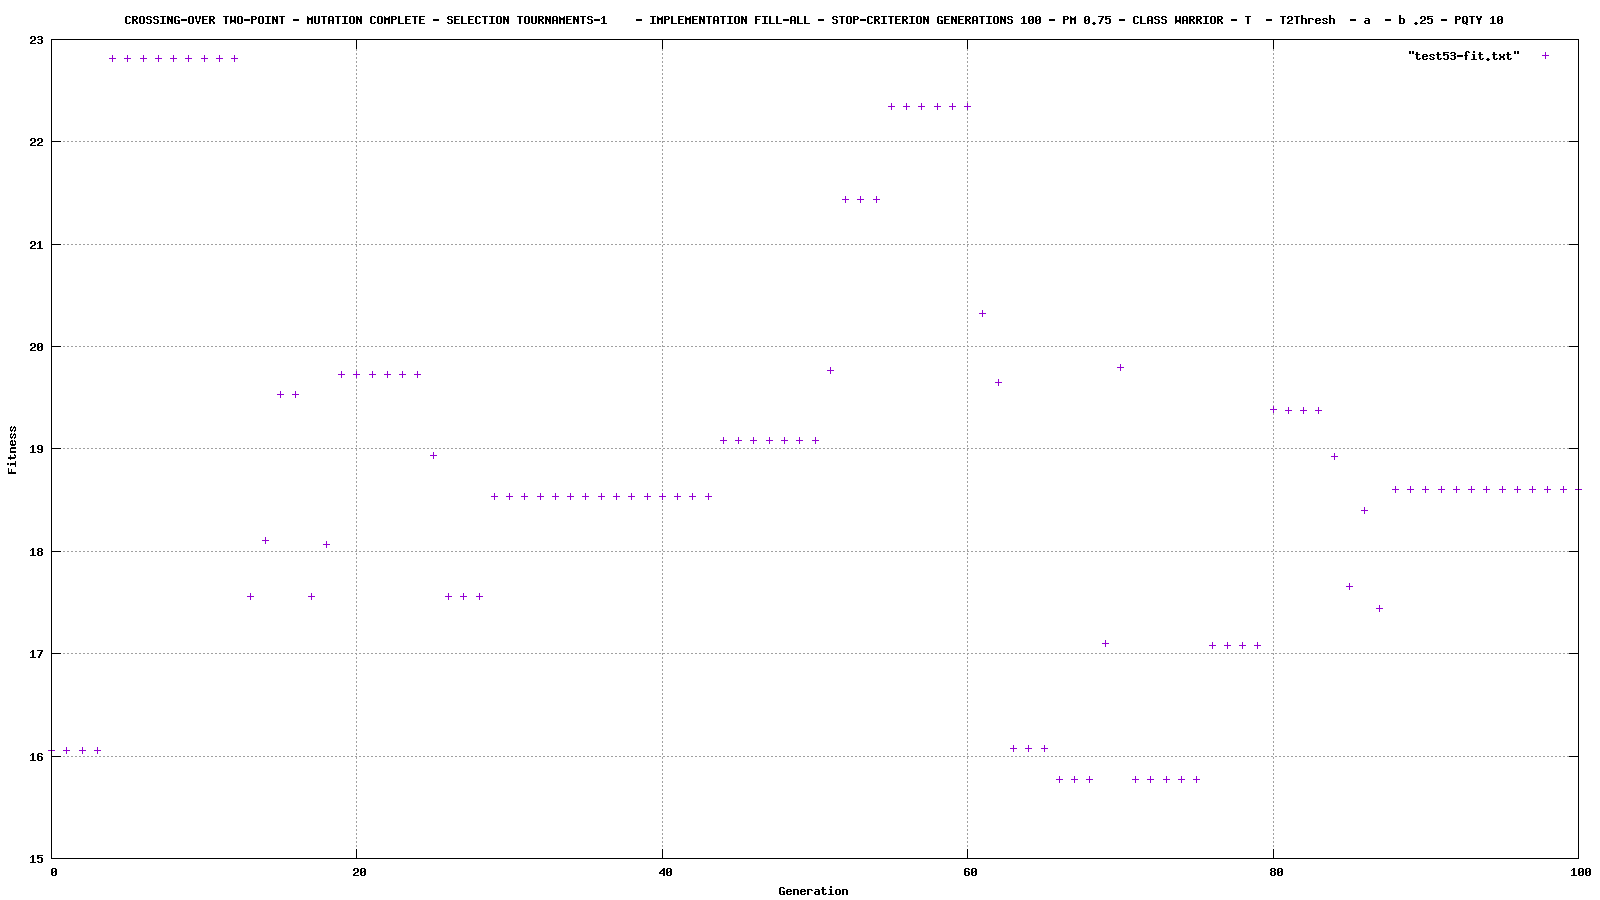 CROSSING-OVER TWO-POINT - MUTATION COMPLETE - SELECTION TOURNAMENTS-1    - IMPLEMENTATION FILL-ALL - STOP-CRITERION GENERATIONS 100 - PM 0.75 - CLASS WARRIOR - T  - T2Thresh  - a  - b .25 - PQTY 10
"test53-fit.txt"
23
22
21
20
19
18
17
16
15
Fitness
0 20 40 60 80 100
Generation